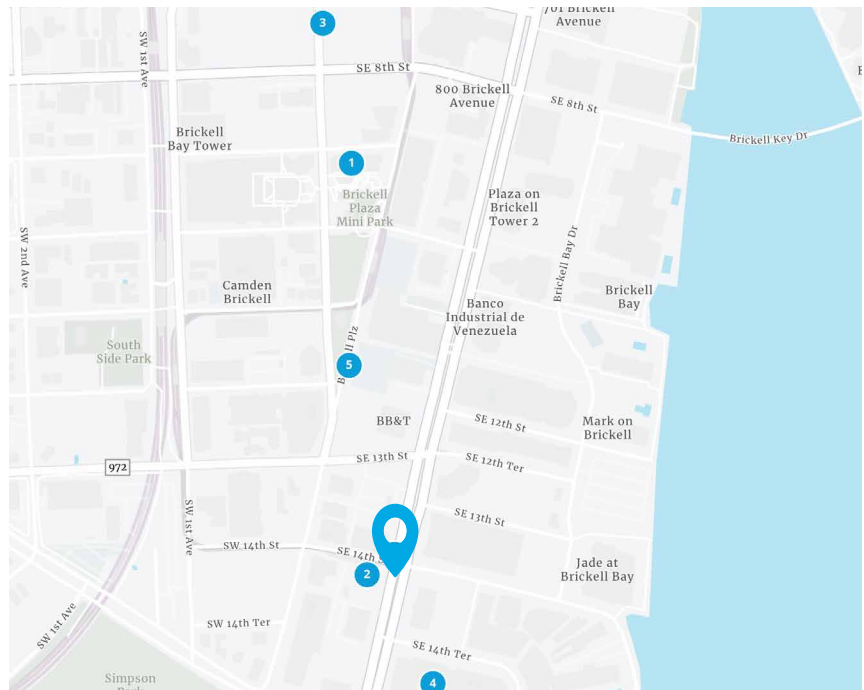 701 Brickell
Avenue
3
SW 1st Ave
SE 8th St
800 Brickell
Avenue
SE 8th St
Brickell Key Dr
Brickell
Bay Tower
1
Brickell
Plaza
Mini Park
Plaza on
Brickell
Tower 2
SW 2nd Ave
Brickell Bay Dr
Camden
Brickell
Brickell
Bay
Banco
Industrial de
Venezuela
South
Side Park
5
BB&T
SE 12th St
Mark on
Brickell
SE 13th St
SE 12th Ter
972
SW 1st Ave
SE 13th St
SW 14th St
SE 14th
2
Jade at
Brickell Bay
SW 1st Ave
SW 14th Ter
SE 14th Ter
Simpson
4